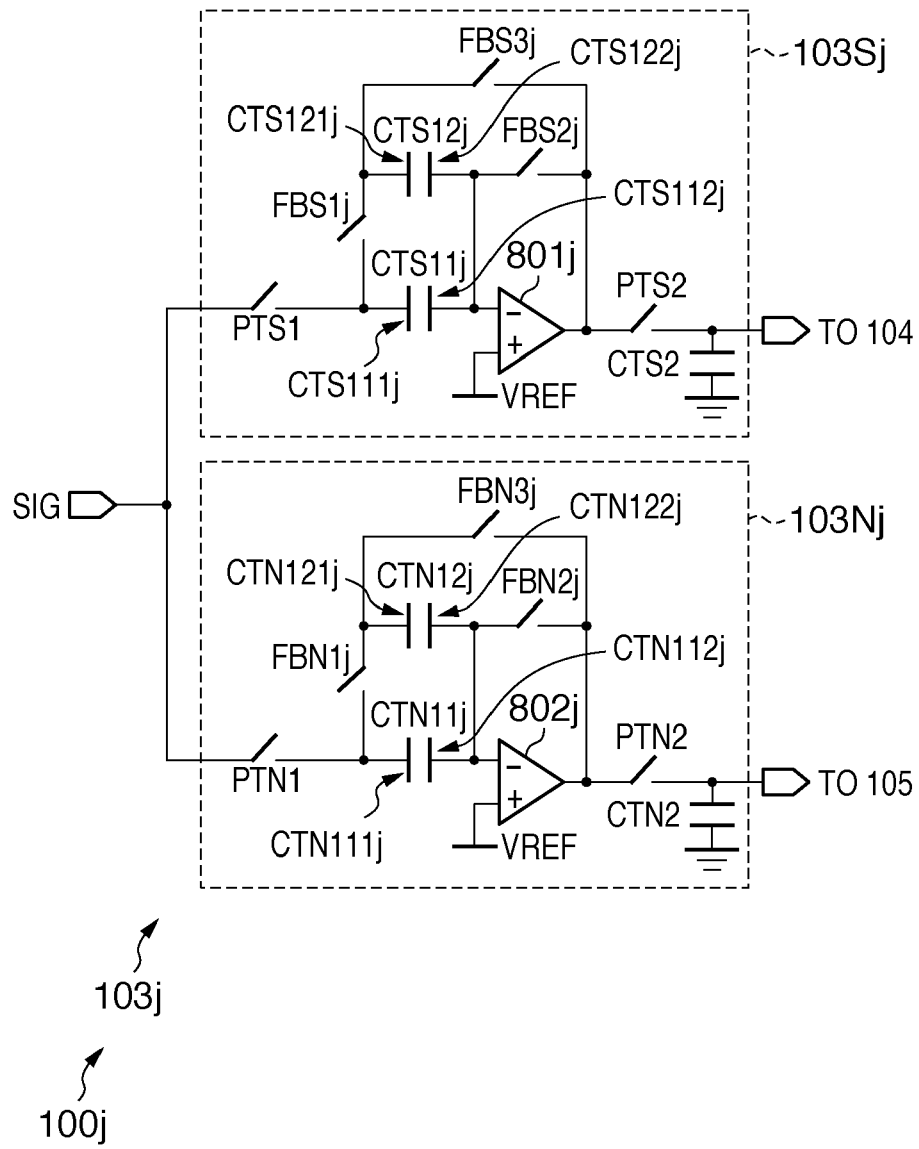 FBS3j
103Sj
CTS122j
CTS121j
CTS12j
FBS2j
CTS112j
FBS1j
CTS11j
801j
PTS2
PTS1
TO 104
CTS2
CTS111j
VREF
SIG
FBN3j
103Nj
CTN122j
CTN121j
CTN12j
FBN2j
CTN112j
FBN1j
CTN11j
802j
PTN2
PTN1
TO 105
CTN2
CTN111j
VREF
103j
100j